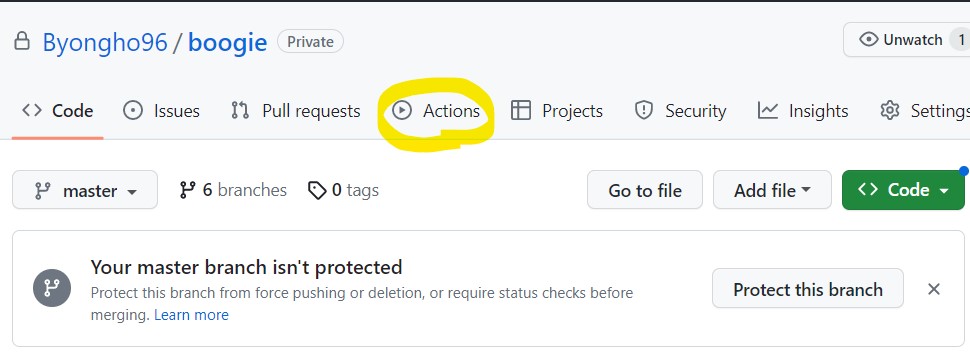 Byongho96 / boogie Private Unwatch 1
Code Issues Pull requests Actions Projects Security Insights Settings
master 6 branches 0 tags Go to file Add file Code
Your master branch isn't protected
Protect this branch from force pushing or deletion, or require status checks before
merging. Learn more
Protect this branch